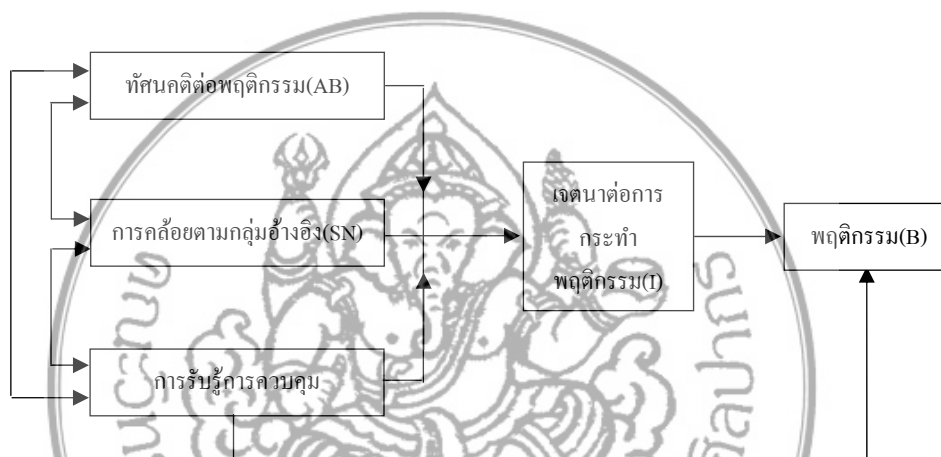 ทัศนคติต่อพฤติกรรม(AB)
การคล้อยตามกลุ่มอ้างอิง(SN)
เจตนาต่อการ
กระทำ
พฤติกรรม(I)
พฤติกรรม(B)
การรับรู้การควบคุม